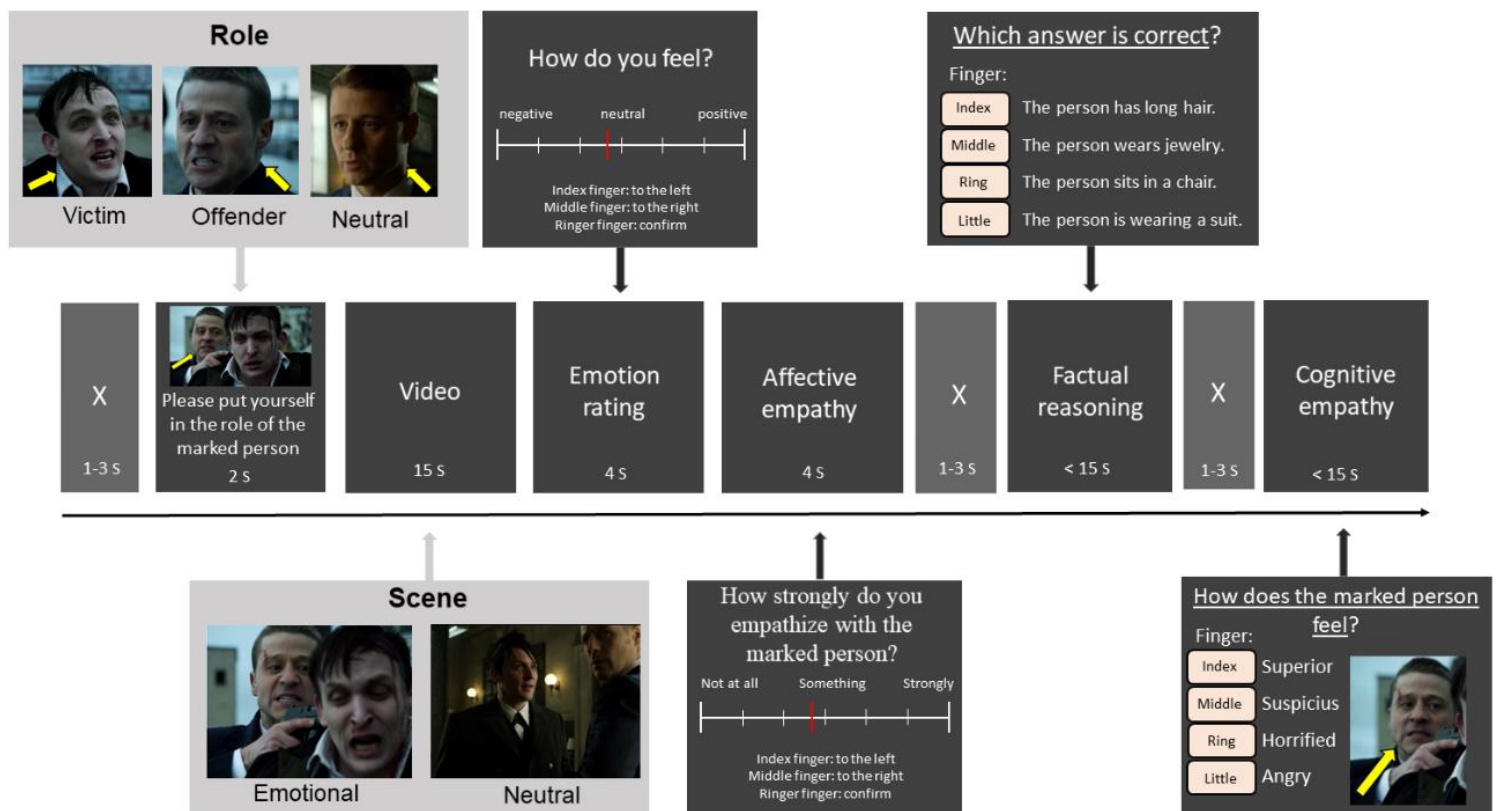 Role
Victim
Offender
Neutral
How do you feel?
negative neutral positive
Index finger: to the left
Middle finger: to the right
Ringer finger: confirm
Which answer is correct?
Finger:
Index The person has long hair.
Middle The person wears jewelry.
Ring The person sits in a chair.
Little The person is wearing a suit.
X
1-3 S
Please put yourself
in the role of the
marked person
2 S
Video
15 S
Emotion
rating
4 S
Affective
empathy
4 S
X
1-3 S
Factual
reasoning
< 15 S
X
1-3 S
Cognitive
empathy
< 15 S
Scene
Emotional
Neutral
How strongly do you
empathize with the
marked person?
Not at all Something Strongly
Index finger: to the left
Middle finger: to the right
Ringer finger: confirm
How does the marked person
feel?
Finger:
Index Superior
Middle Suspicius
Ring Horrified
Little Angry